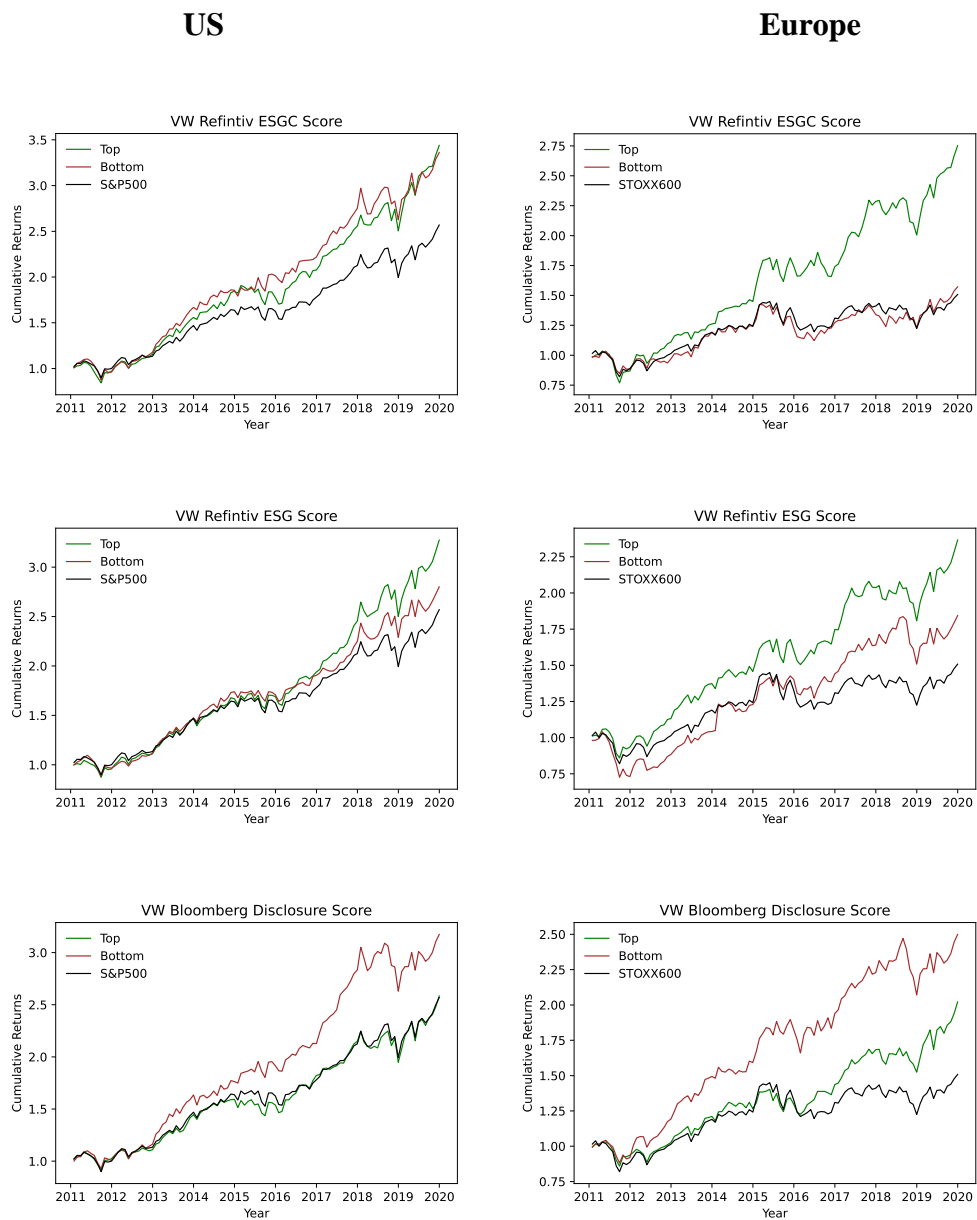 US
Europe
VW Refintiv ESGC Score
3.5
3.0
2.5
2.0
1.5
1.0
Cumulative Returns
Top
Bottom
S&P500
2011 2012 2013 2014 2015 2016 2017 2018 2019 2020
Year
VW Refintiv ESGC Score
2.75
2.50
2.25
2.00
1.75
1.50
1.25
1.00
0.75
Cumulative Returns
Top
Bottom
STOXX600
2011 2012 2013 2014 2015 2016 2017 2018 2019 2020
Year
VW Refintiv ESG Score
3.0
2.5
2.0
1.5
1.0
Cumulative Returns
Top
Bottom
S&P500
2011 2012 2013 2014 2015 2016 2017 2018 2019 2020
Year
VW Refintiv ESG Score
2.25
2.00
1.75
1.50
1.25
1.00
0.75
Cumulative Returns
Top
Bottom
STOXX600
2011 2012 2013 2014 2015 2016 2017 2018 2019 2020
Year
VW Bloomberg Disclosure Score
3.0
2.5
2.0
1.5
1.0
Cumulative Returns
Top
Bottom
S&P500
2011 2012 2013 2014 2015 2016 2017 2018 2019 2020
Year
VW Bloomberg Disclosure Score
2.50
2.25
2.00
1.75
1.50
1.25
1.00
0.75
Cumulative Returns
Top
Bottom
STOXX600
2011 2012 2013 2014 2015 2016 2017 2018 2019 2020
Year